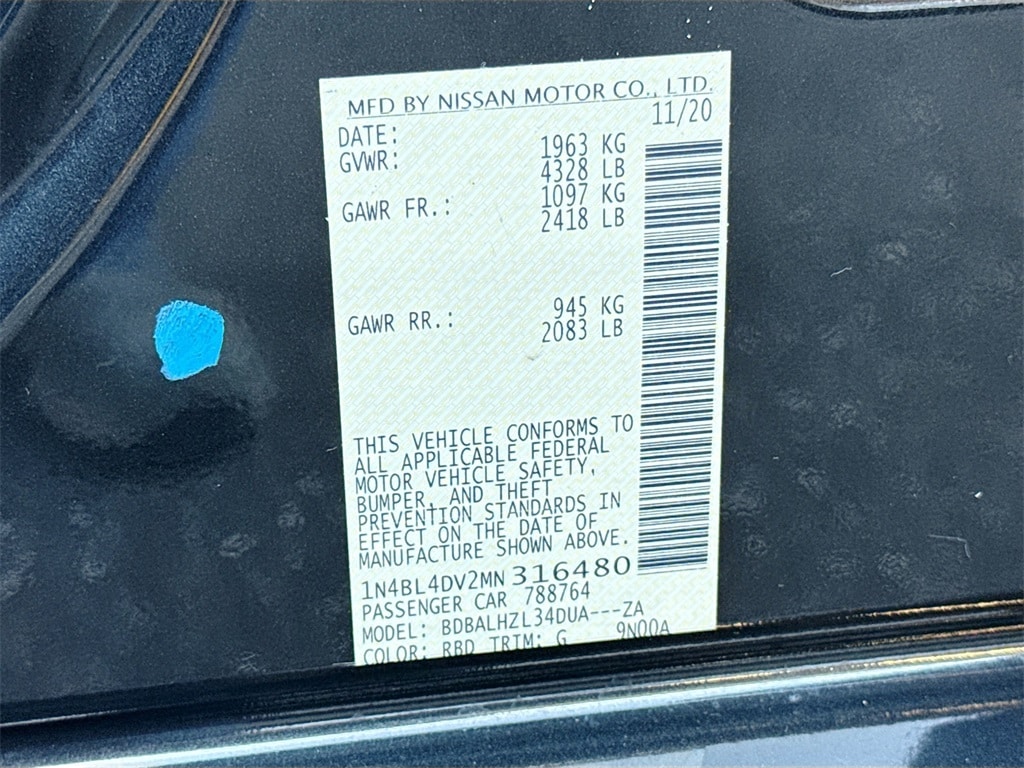 MFD BY NISSAN MOTOR CO., LTD.
DATE: 11/20
GVWR: 1963 KG
4328 LB
GAWR FR.: 1097 KG
2418 LB
GAWR RR.: 945 KG
2083 LB
THIS VEHICLE CONFORMS TO
ALL APPLICABLE FEDERAL
MOTOR VEHICLE SAFETY,
BUMPER, AND THEFT
PREVENTION STANDARDS IN
EFFECT ON THE DATE OF
MANUFACTURE SHOWN ABOVE.
1N4BL4DV2MN316480
PASSENGER CAR 788764
MODEL: BDBALHZL34DUA---ZA
COLOR: RBD TRIM: G 9N00A